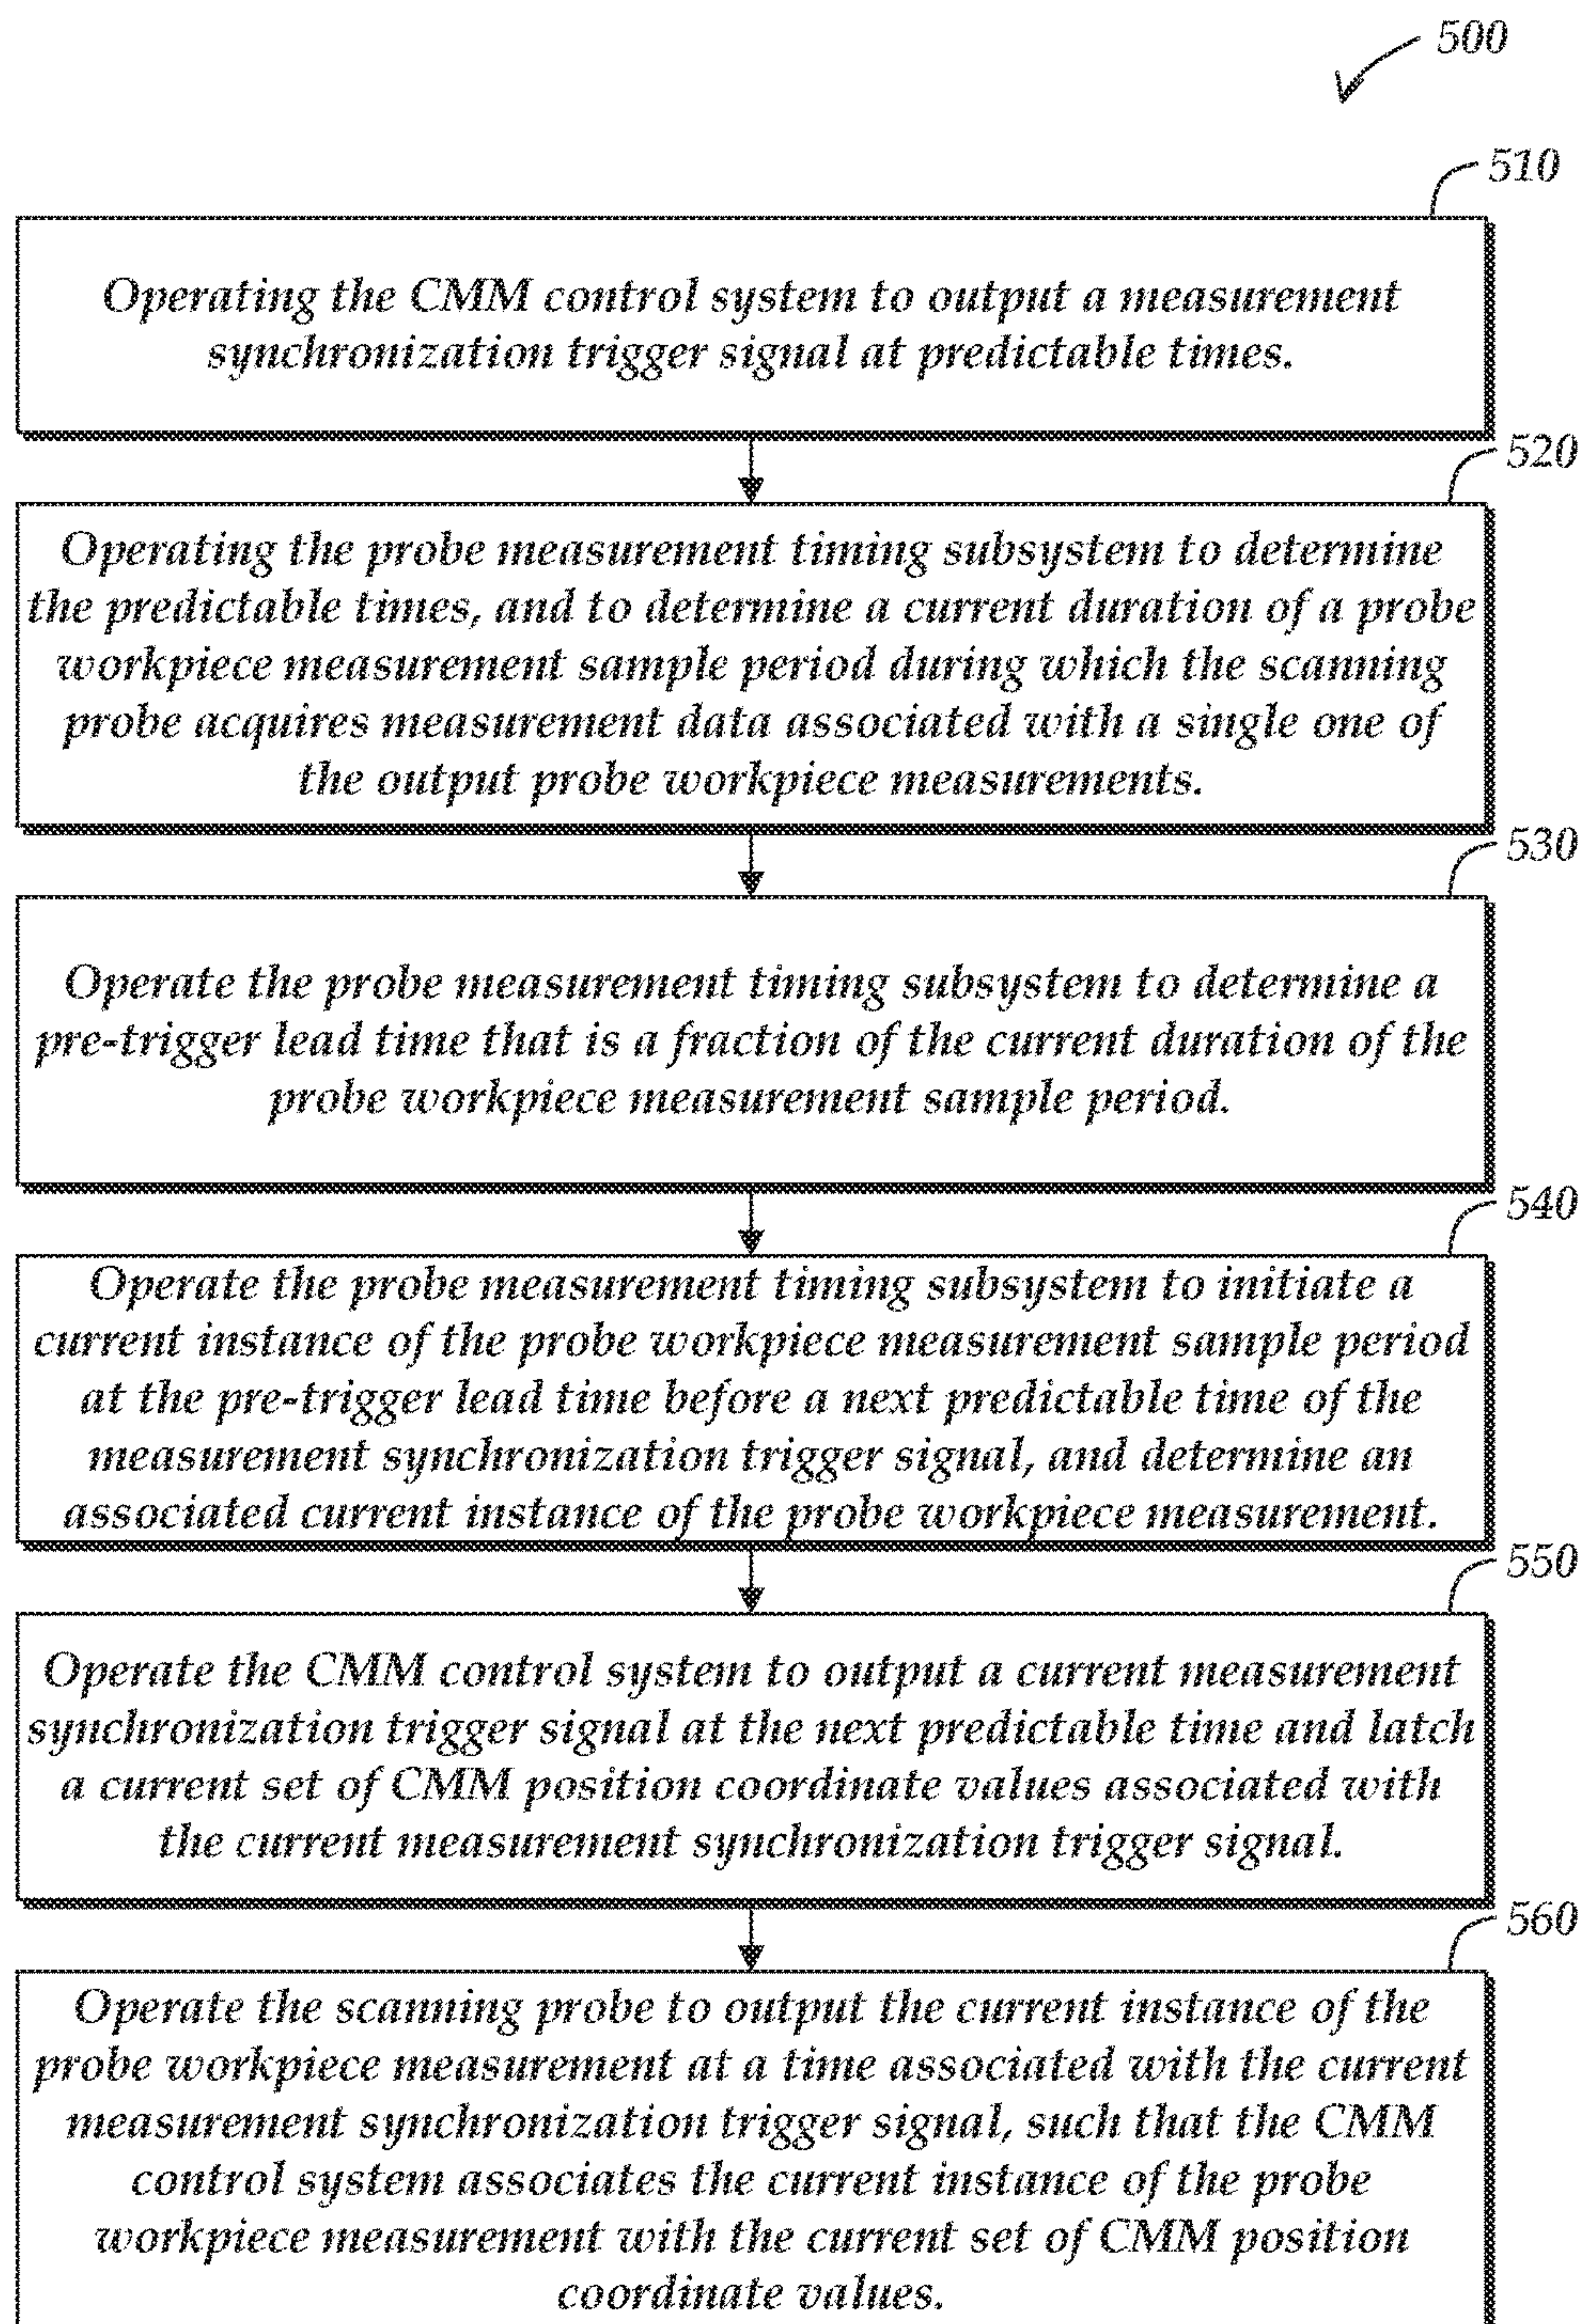 500
510
Operating the CMM control system to output a measurement
synchronization trigger signal at predictable times.
520
Operating the probe measurement timing subsystem to determine
the predictable times, and to determine a current duration of a probe
workpiece measurement sample period during which the scanning
probe acquires measurement data associated with a single one of
the output probe workpiece measurements.
530
Operate the probe measurement timing subsystem to determine a
pre-trigger lead time that is a fraction of the current duration of the
probe workpiece measurement sample period.
540
Operate the probe measurement timing subsystem to initiate a
current instance of the probe workpiece measurement sample period
at the pre-trigger lead time before a next predictable time of the
measurement synchronization trigger signal, and determine an
associated current instance of the probe workpiece measurement.
550
Operate the CMM control system to output a current measurement
synchronization trigger signal at the next predictable time and latch
a current set of CMM position coordinate values associated with
the current measurement synchronization trigger signal.
560
Operate the scanning probe to output the current instance of the
probe workpiece measurement at a time associated with the current
measurement synchronization trigger signal, such that the CMM
control system associates the current instance of the probe
workpiece measurement with the current set of CMM position
coordinate values.